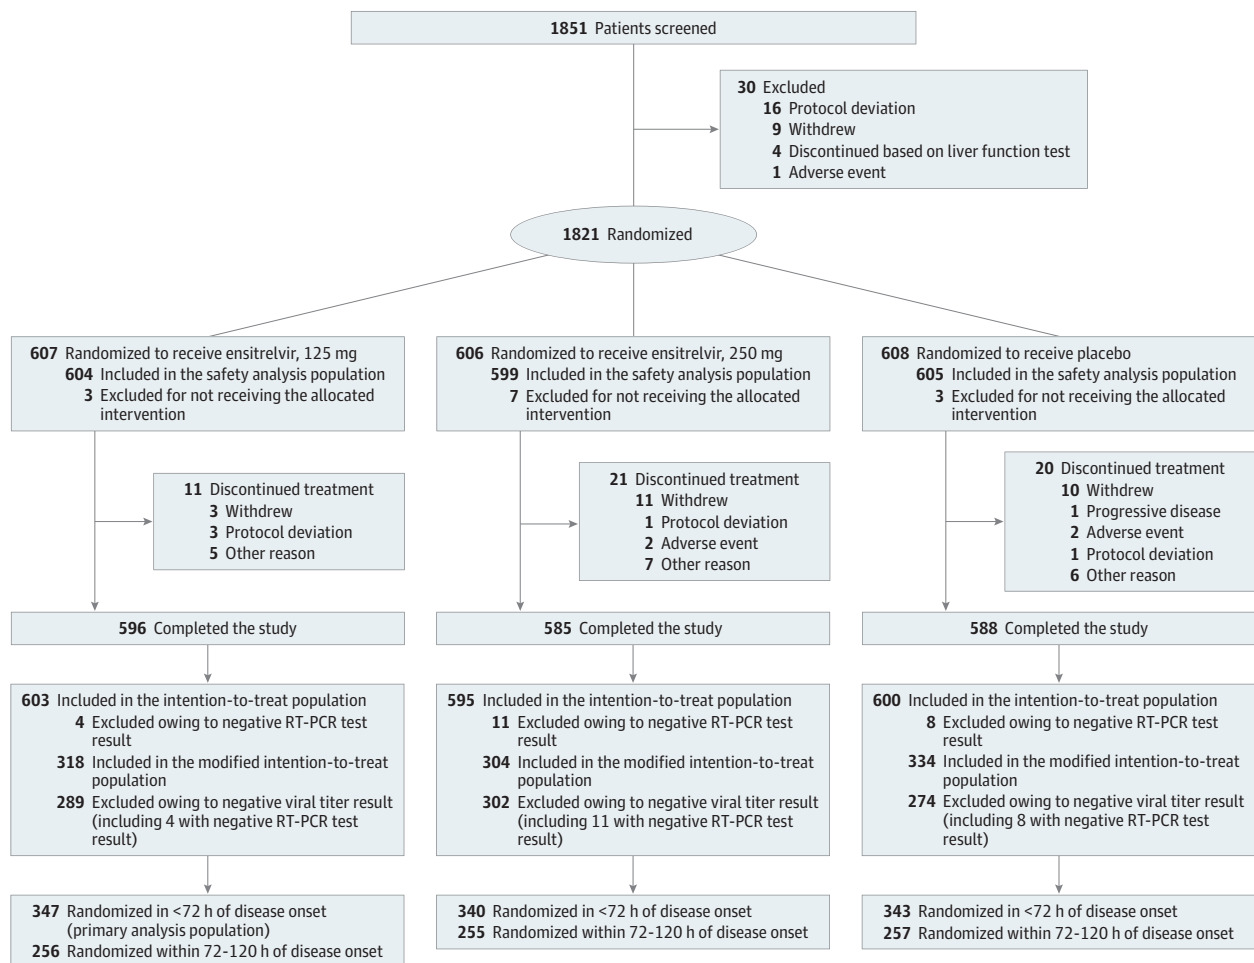 1851 Patients screened
30 Excluded
16 Protocol deviation
9 Withdrew
4 Discontinued based on liver function test
1 Adverse event
1821 Randomized
607 Randomized to receive ensitrelvir, 125 mg
604 Included in the safety analysis population
3 Excluded for not receiving the allocated
intervention
606 Randomized to receive ensitrelvir, 250 mg
599 Included in the safety analysis population
7 Excluded for not receiving the allocated
intervention
608 Randomized to receive placebo
605 Included in the safety analysis population
3 Excluded for not receiving the allocated
intervention
11 Discontinued treatment
3 Withdrew
3 Protocol deviation
5 Other reason
21 Discontinued treatment
11 Withdrew
1 Protocol deviation
2 Adverse event
7 Other reason
20 Discontinued treatment
10 Withdrew
1 Progressive disease
2 Adverse event
1 Protocol deviation
6 Other reason
596 Completed the study
585 Completed the study
588 Completed the study
603 Included in the intention-to-treat population
4 Excluded owing to negative RT-PCR test
result
318 Included in the modified intention-to-treat
population
289 Excluded owing to negative viral titer result
(including 4 with negative RT-PCR test
result)
595 Included in the intention-to-treat population
11 Excluded owing to negative RT-PCR test
result
304 Included in the modified intention-to-treat
population
302 Excluded owing to negative viral titer result
(including 11 with negative RT-PCR test
result)
600 Included in the intention-to-treat population
8 Excluded owing to negative RT-PCR test
result
334 Included in the modified intention-to-treat
population
274 Excluded owing to negative viral titer result
(including 8 with negative RT-PCR test
result)
347 Randomized in <72 h of disease onset
(primary analysis population)
256 Randomized within 72-120 h of disease onset
340 Randomized in <72 h of disease onset
255 Randomized within 72-120 h of disease onset
343 Randomized in <72 h of disease onset
257 Randomized within 72-120 h of disease onset